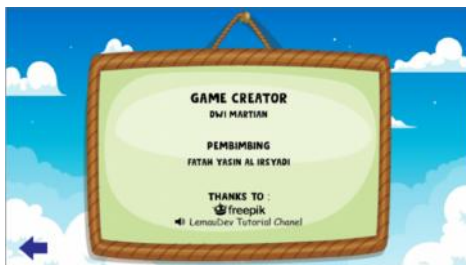 GAME CREATOR
DWI MARTIAN
PEMBIMBING
FATAH YASIN AL IRSYADI
THANKS TO :
freepik
LemauDev Tutorial Chanel